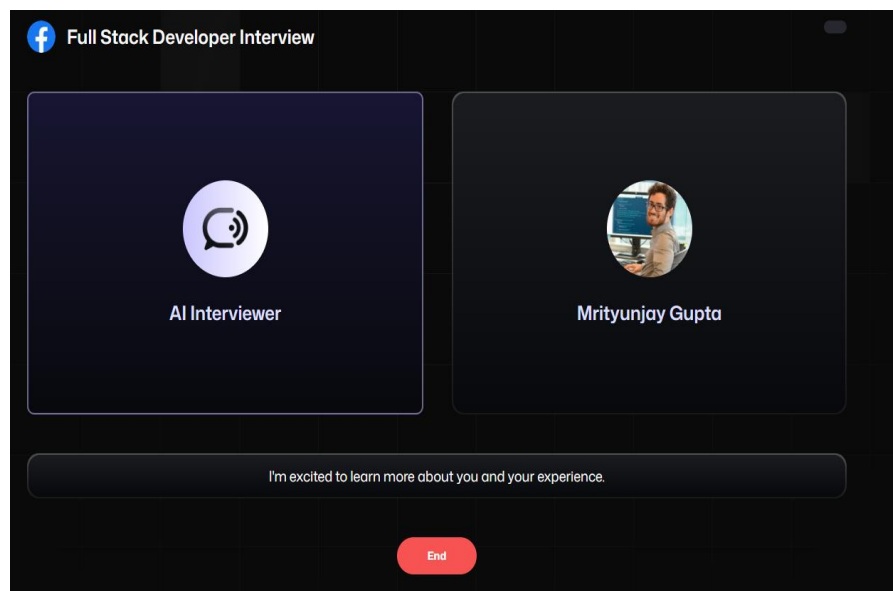 Full Stack Developer Interview
AI Interviewer
Mrityunjay Gupta
I'm excited to learn more about you and your experience.
End